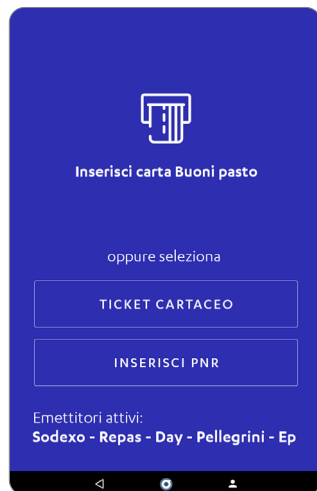 Inserisci carta Buoni pasto
oppure seleziona
TICKET CARTACEO
INSERISCI PNR
Emettitori attivi:
Sodexo - Repas - Day - Pellegrini - Ep